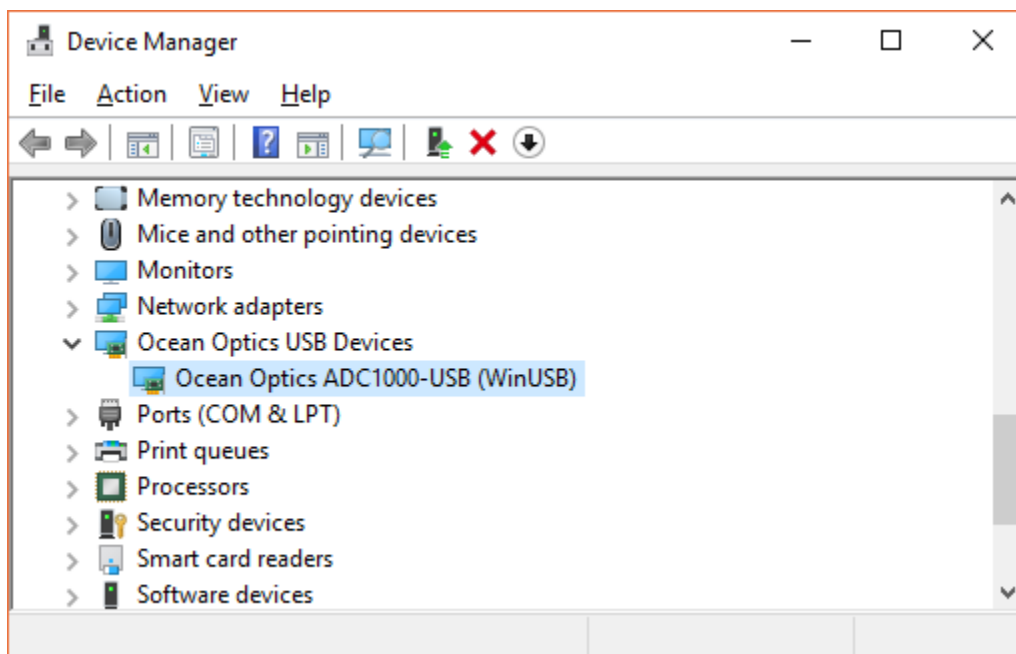 Device Manager
File Action View Help
Memory technology devices
Mice and other pointing devices
Monitors
Network adapters
Ocean Optics USB Devices
Ocean Optics ADC1000-USB (WinUSB)
Ports (COM & LPT)
Print queues
Processors
Security devices
Smart card readers
Software devices